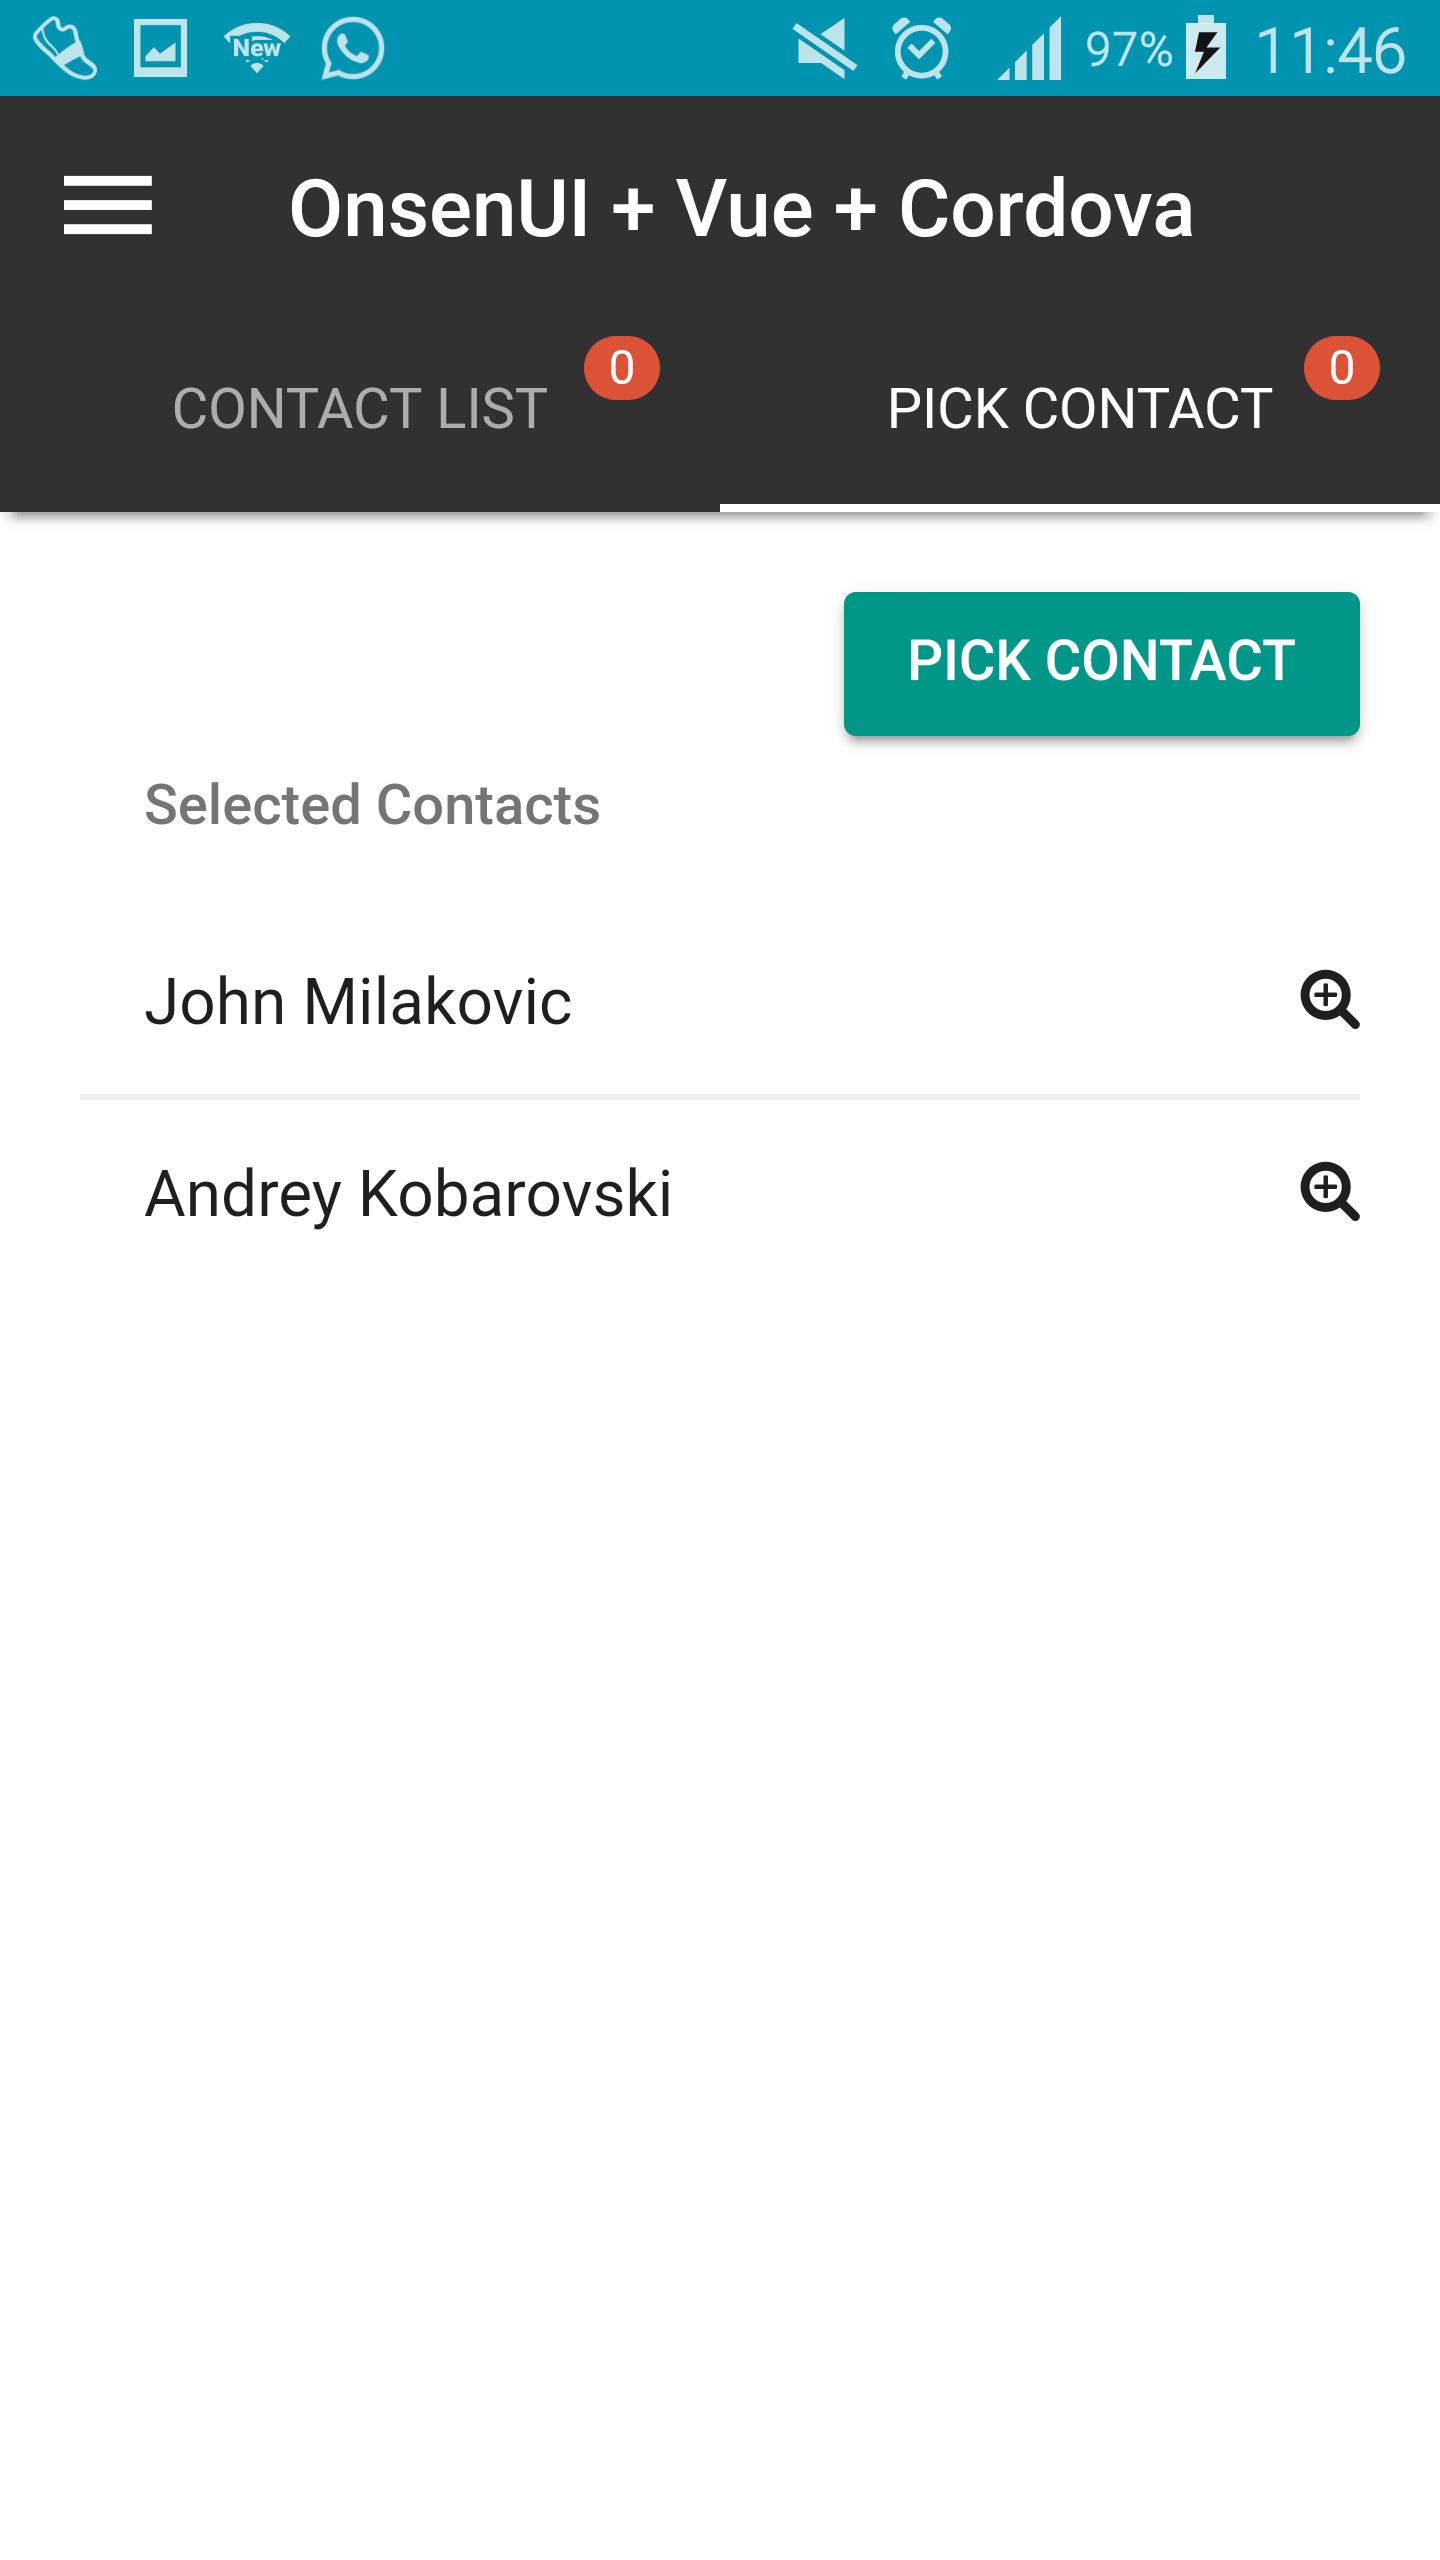 New 97% 11:46
OnsenUI + Vue + Cordova
CONTACT LIST 0 PICK CONTACT 0
PICK CONTACT
Selected Contacts
John Milakovic
Andrey Kobarovski